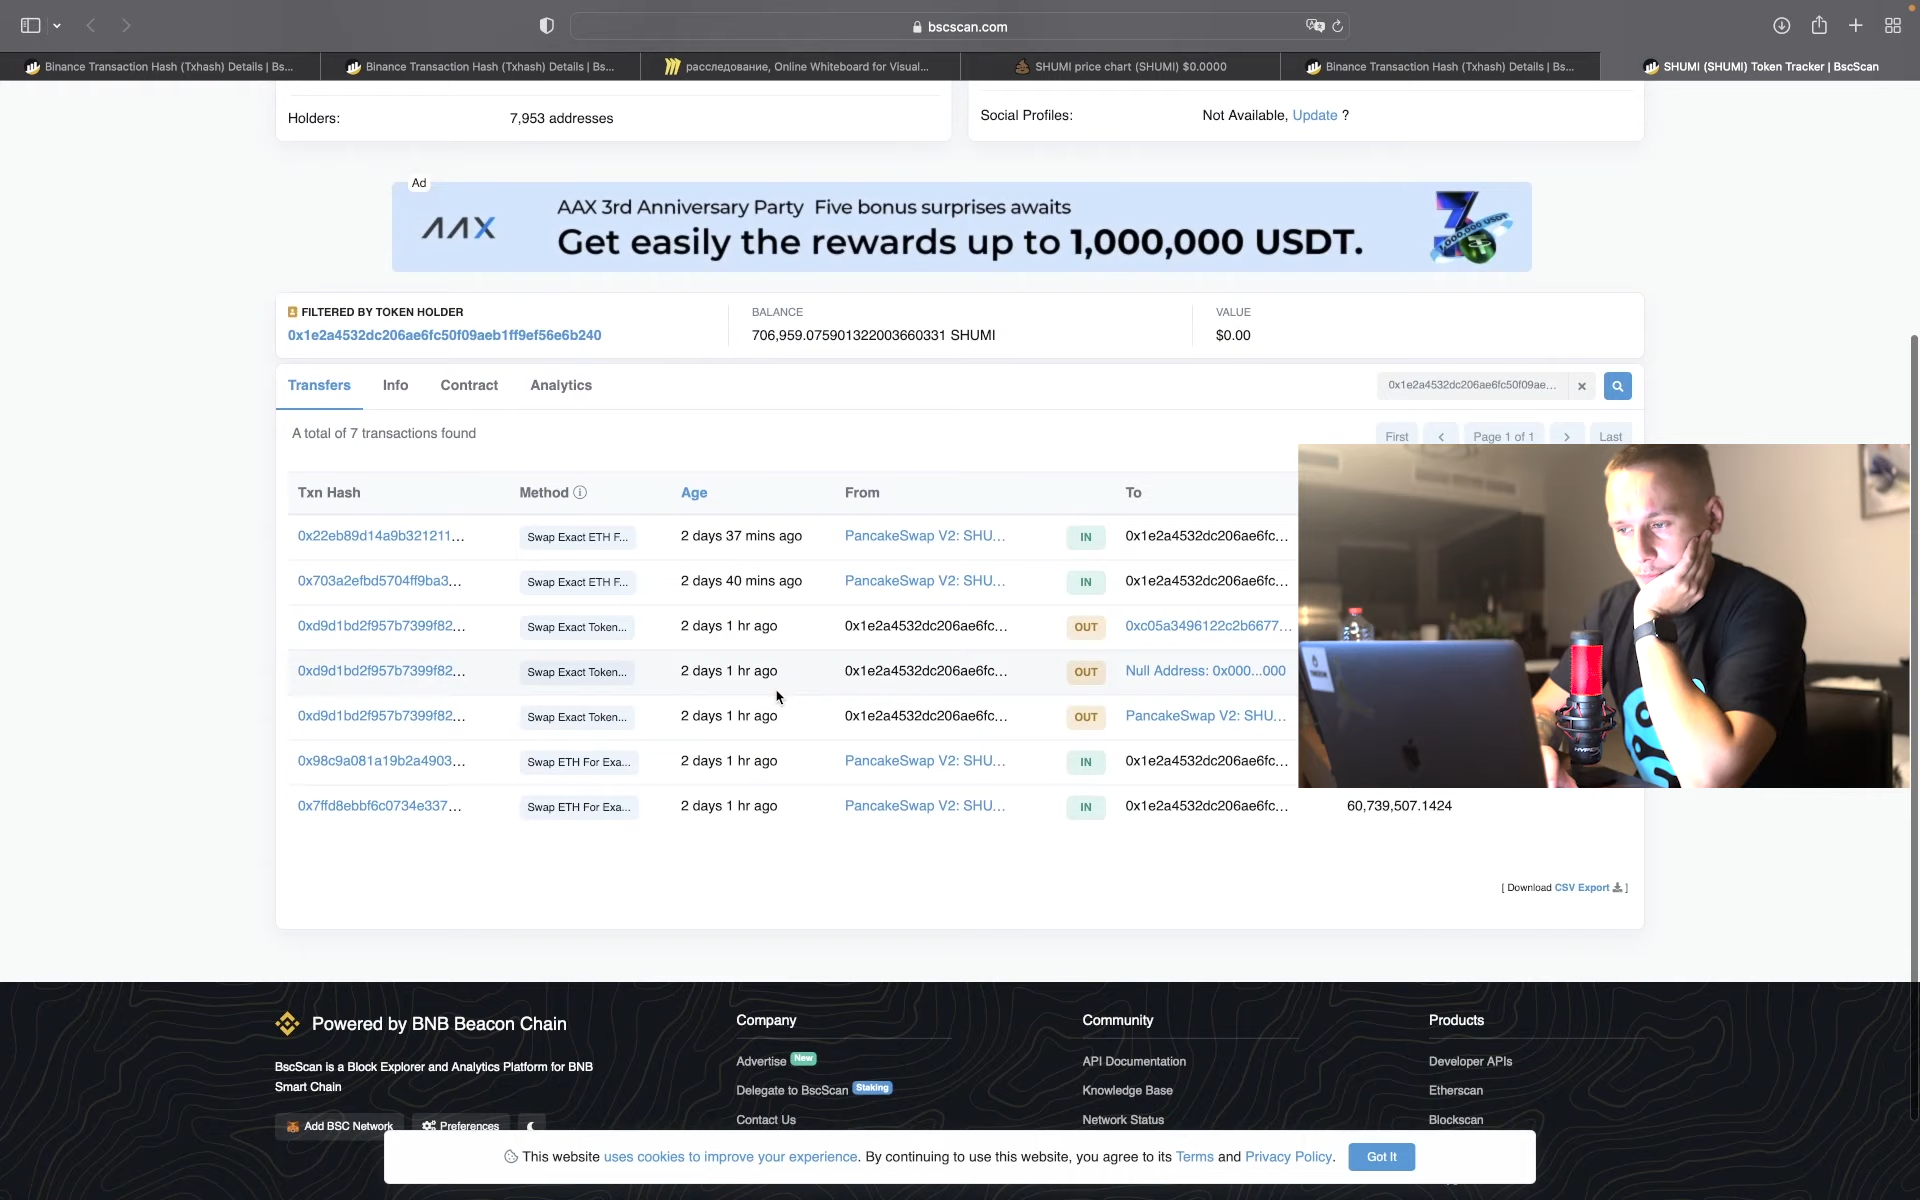 bscscan.com
Binance Transaction Hash (Txhash) Details | Bs...
Binance Transaction Hash (Txhash) Details | Bs...
расследование, Online Whiteboard for Visual...
SHUMI price chart (SHUMI) $0.0000
Binance Transaction Hash (Txhash) Details | Bs...
SHUMI (SHUMI) Token Tracker | BscScan
Holders: 7,953 addresses
Social Profiles: Not Available, Update ?
Ad
AAX
AAX 3rd Anniversary Party Five bonus surprises awaits
Get easily the rewards up to 1,000,000 USDT.
1,000,000 USDT
FILTERED BY TOKEN HOLDER
0x1e2a4532dc206ae6fc50f09aeb1ff9ef56e6b240
BALANCE
706,959.075901322003660331 SHUMI
VALUE
$0.00
Transfers Info Contract Analytics
0x1e2a4532dc206ae6fc50f09ae...
A total of 7 transactions found
First Page 1 of 1 Last
Txn Hash Method Age From To
0x22eb89d14a9b321211... Swap Exact ETH F... 2 days 37 mins ago PancakeSwap V2: SHU... IN 0x1e2a4532dc206ae6fc...
0x703a2efbd5704ff9ba3... Swap Exact ETH F... 2 days 40 mins ago PancakeSwap V2: SHU... IN 0x1e2a4532dc206ae6fc...
0xd9d1bd2f957b7399f82... Swap Exact Token... 2 days 1 hr ago 0x1e2a4532dc206ae6fc... OUT 0xc05a3496122c2b6677...
0xd9d1bd2f957b7399f82... Swap Exact Token... 2 days 1 hr ago 0x1e2a4532dc206ae6fc... OUT Null Address: 0x000...000
0xd9d1bd2f957b7399f82... Swap Exact Token... 2 days 1 hr ago 0x1e2a4532dc206ae6fc... OUT PancakeSwap V2: SHU...
0x98c9a081a19b2a4903... Swap ETH For Exa... 2 days 1 hr ago PancakeSwap V2: SHU... IN 0x1e2a4532dc206ae6fc...
0x7ffd8ebbf6c0734e337... Swap ETH For Exa... 2 days 1 hr ago PancakeSwap V2: SHU... IN 0x1e2a4532dc206ae6fc... 60,739,507.1424
[ Download CSV Export ]
Powered by BNB Beacon Chain
BscScan is a Block Explorer and Analytics Platform for BNB
Smart Chain
Add BSC Network Preferences
Company
Advertise New
Delegate to BscScan Staking
Contact Us
Community
API Documentation
Knowledge Base
Network Status
Products
Developer APIs
Etherscan
Blockscan
This website uses cookies to improve your experience. By continuing to use this website, you agree to its Terms and Privacy Policy.
Got It